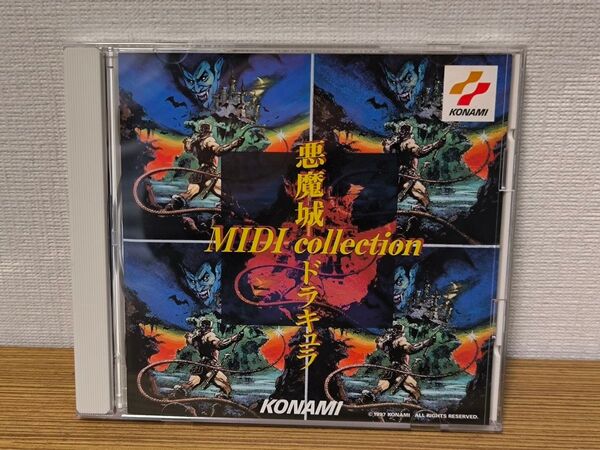 KONAMI
悪魔城ドラキュラ
MIDI collection
KONAMI
© 1997 KONAMI ALL RIGHTS RESERVED.